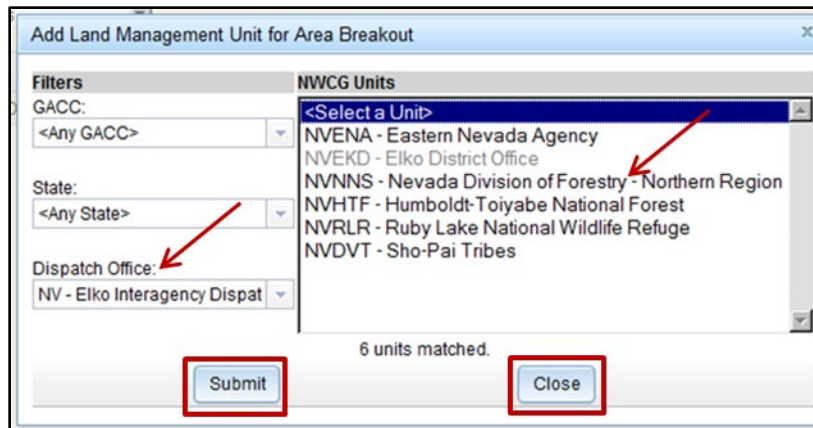 Add Land Management Unit for Area Breakout
x
Filters
GACC:
<Any GACC>
State:
<Any State>
Dispatch Office:
NV - Elko Interagency Dispat
NWCG Units
<Select a Unit>
NVENA - Eastern Nevada Agency
NVEKD - Elko District Office
NVNNS - Nevada Division of Forestry - Northern Region
NVHTF - Humboldt-Toiyabe National Forest
NVRLR - Ruby Lake National Wildlife Refuge
NVDVT - Sho-Pai Tribes
6 units matched.
Submit
Close